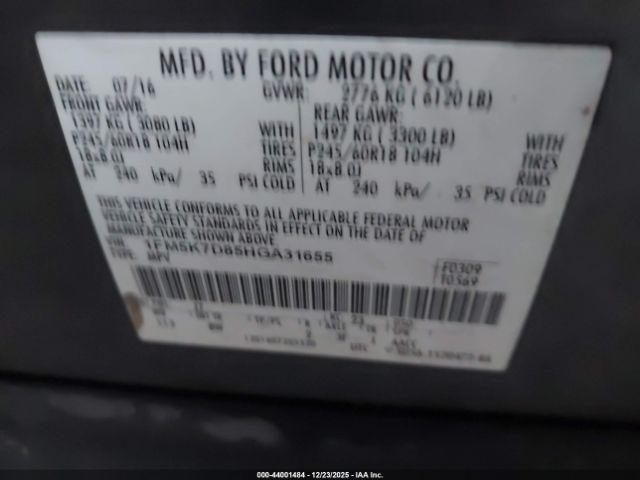 MFD. BY FORD MOTOR CO.
DATE: 07/16 GVWR: 2776 KG ( 6120 LB)
FRONT GAWR: REAR GAWR:
1397 KG ( 3080 LB) WITH 1497 KG ( 3300 LB) WITH
P245/60R18 104H TIRES P245/60R18 104H TIRES
18x8.0J RIMS 18x8.0J RIMS
AT 240 kPa/ 35 PSI COLD AT 240 kPa/ 35 PSI COLD
THIS VEHICLE CONFORMS TO ALL APPLICABLE FEDERAL MOTOR
VEHICLE SAFETY STANDARDS IN EFFECT ON THE DATE OF
MANUFACTURE SHOWN ABOVE.
VIN: 1FM5K7D85HGA31655
TYPE: MPV
F0309
T0569
000-44001484 | 12/23/2025 | IAA Inc.